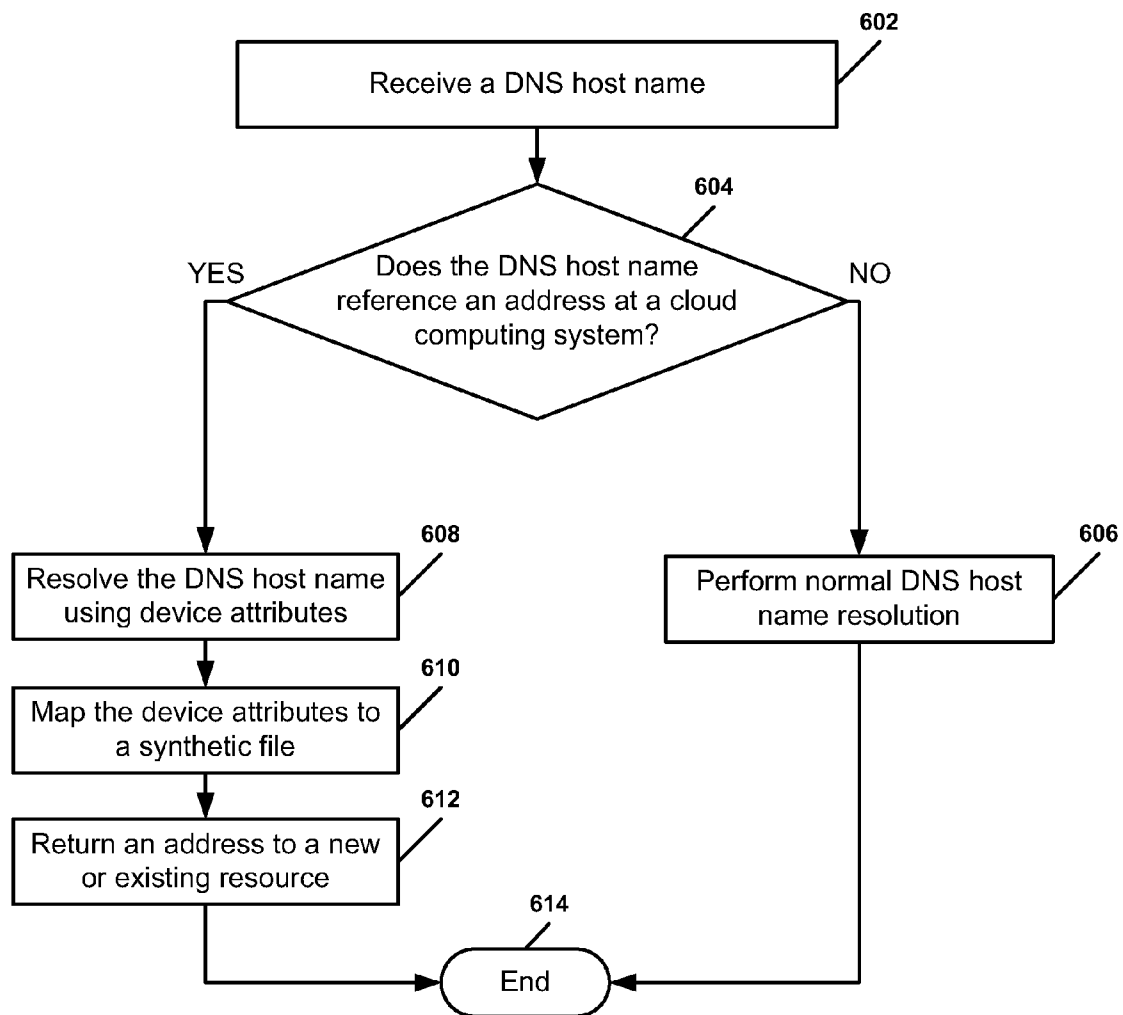 602
Receive a DNS host name
604
Does the DNS host name
reference an address at a cloud
computing system?
YES
NO
608
Resolve the DNS host name
using device attributes
606
Perform normal DNS host
name resolution
610
Map the device attributes to
a synthetic file
612
Return an address to a new
or existing resource
614
End